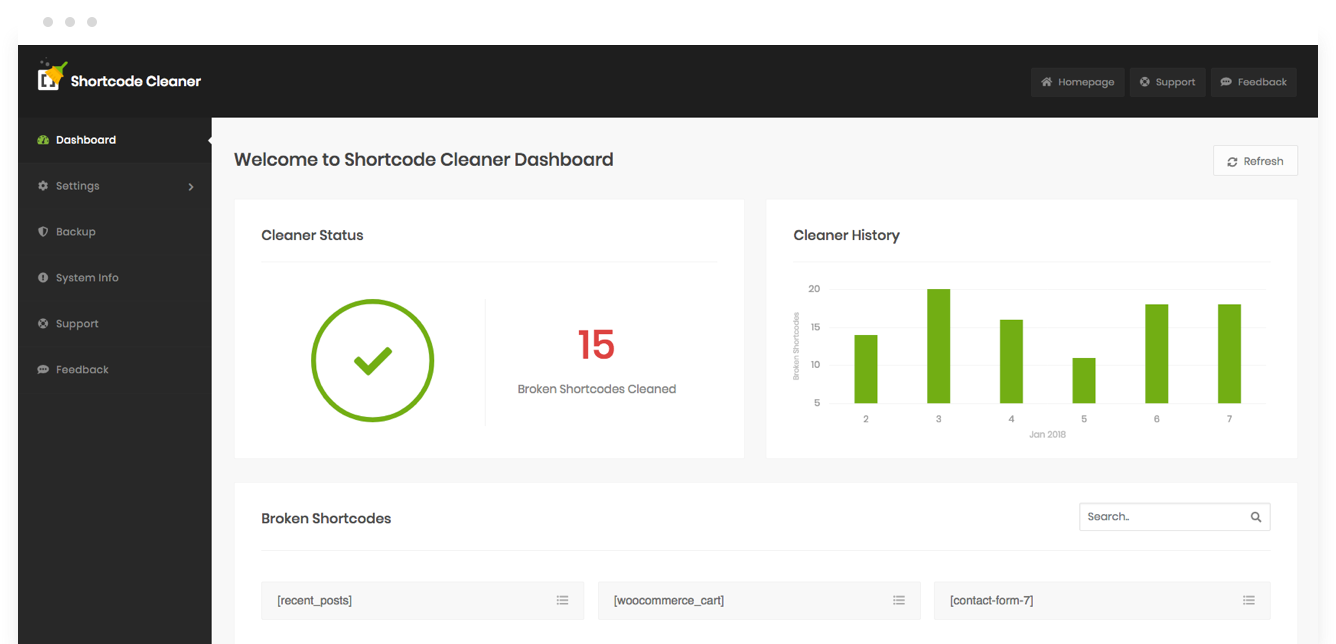 Shortcode Cleaner
Homepage
Support
Feedback
Dashboard
Settings
Backup
System Info
Support
Feedback
Welcome to Shortcode Cleaner Dashboard
Refresh
Cleaner Status
15
Broken Shortcodes Cleaned
Cleaner History
Broken Shortcodes
20
15
10
5
2 3 4 5 6 7
Jan 2018
Broken Shortcodes
Search..
[recent_posts]
[woocommerce_cart]
[contact-form-7]